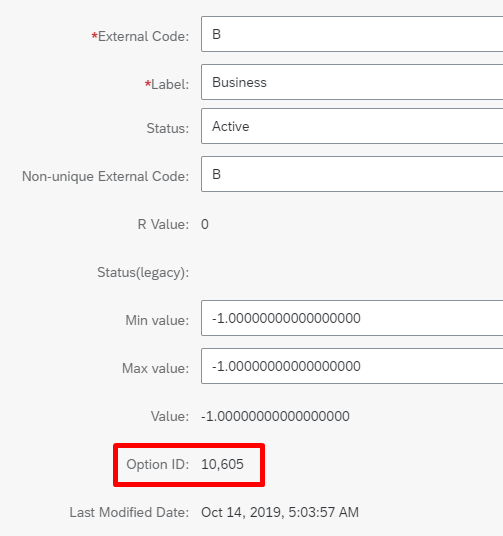 *External Code: B
*Label: Business
Status: Active
Non-unique External Code: B
R Value: 0
Status(legacy):
Min value: -1.00000000000000000
Max value: -1.00000000000000000
Value: -1.00000000000000000
Option ID: 10,605
Last Modified Date: Oct 14, 2019, 5:03:57 AM